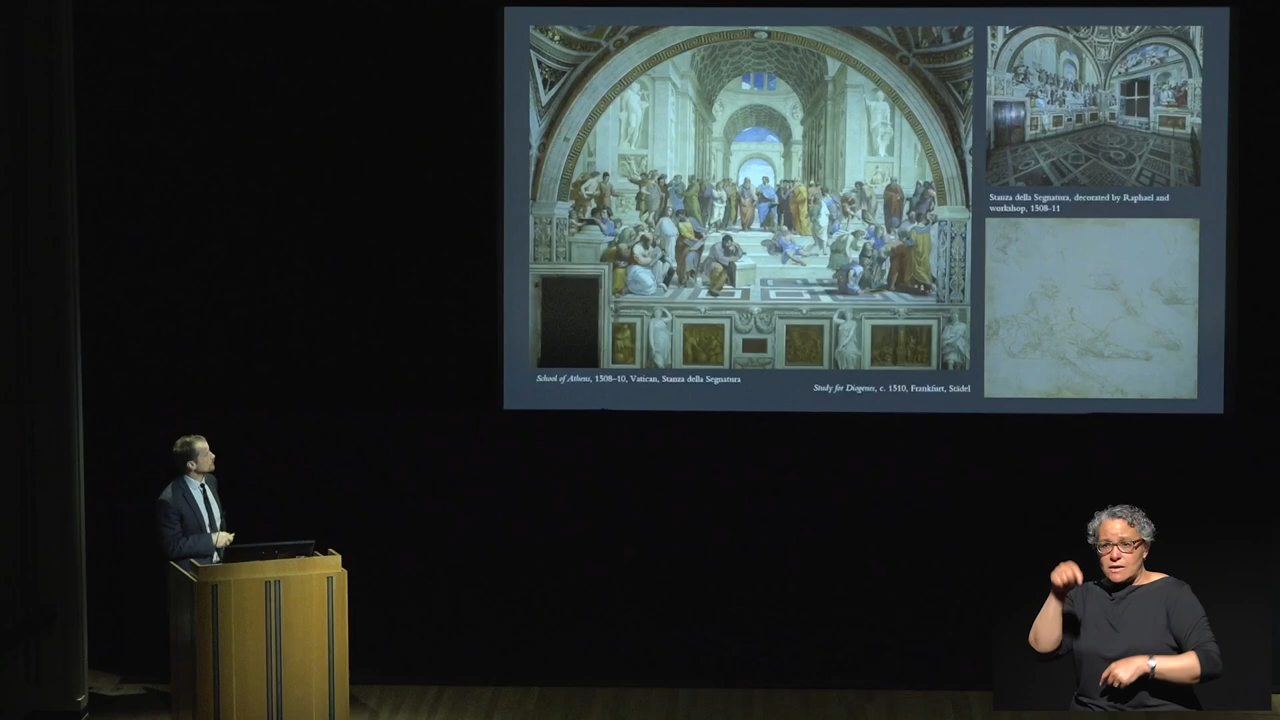 Stanza della Segnatura, decorated by Raphael and
workshop, 1508-11
School of Athens, 1508–10, Vatican, Stanza della Segnatura
Study for Diogenes, c. 1510, Frankfurt, Städel